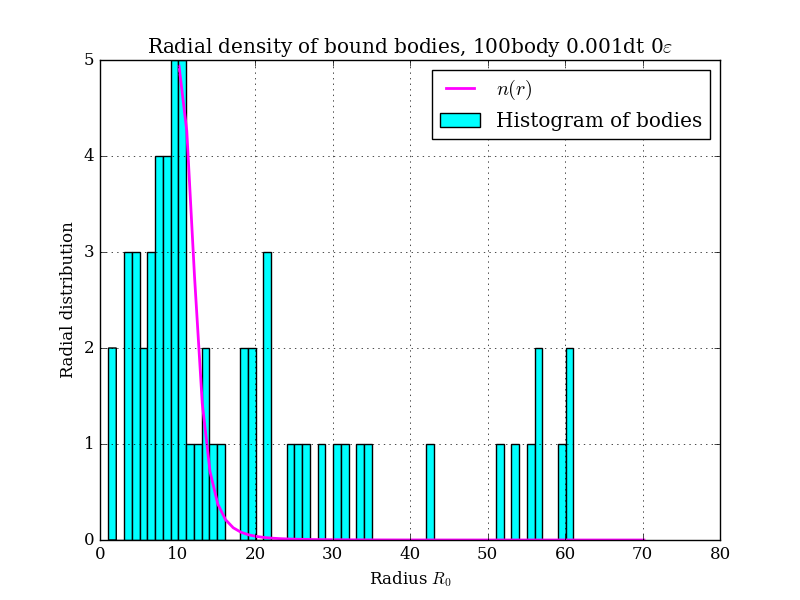 Radial density of bound bodies, 100body 0.001dt 0ε
n(r)
Histogram of bodies
5
4
3
2
1
0
Radial distribution
0 10 20 30 40 50 60 70 80
Radius R₀